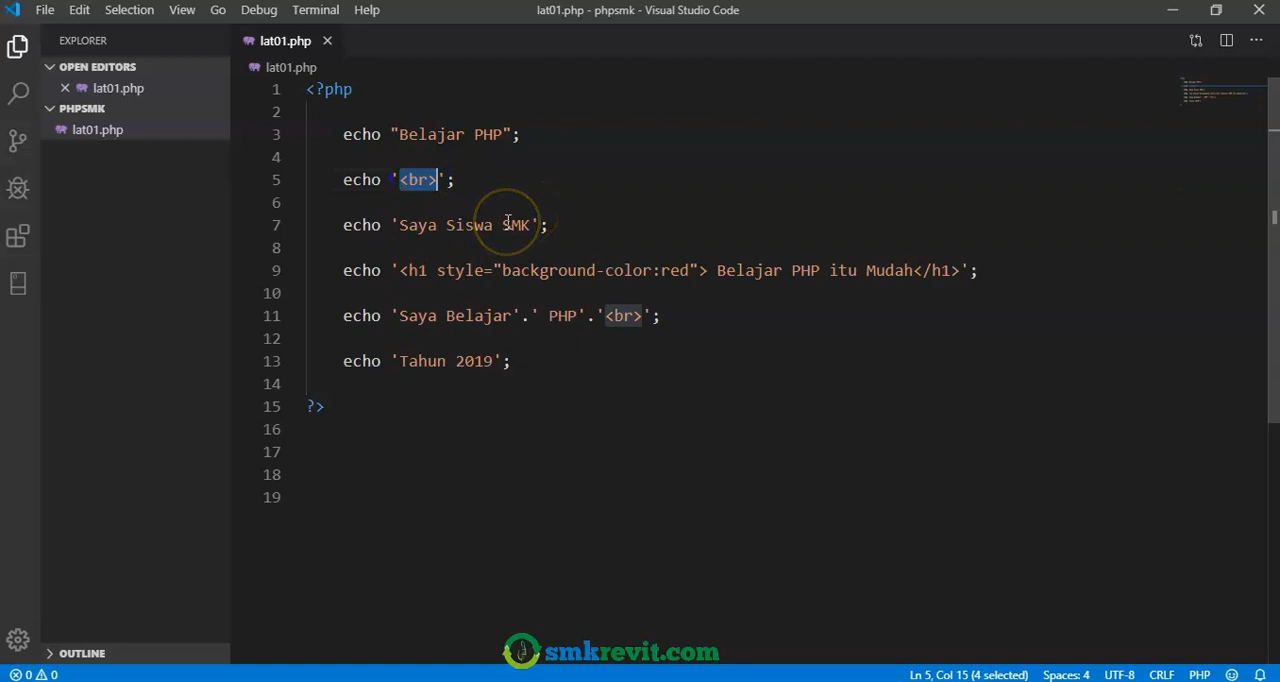 File Edit Selection View Go Debug Terminal Help
lat01.php - phpsmk - Visual Studio Code
EXPLORER
OPEN EDITORS
lat01.php
PHPSMK
lat01.php
lat01.php
lat01.php
1 <?php
2
3 echo "Belajar PHP";
4
5 echo '<br>';
6
7 echo 'Saya Siswa SMK';
8
9 echo '<h1 style="background-color:red"> Belajar PHP itu Mudah</h1>';
10
11 echo 'Saya Belajar'.' PHP'.'<br>';
12
13 echo 'Tahun 2019';
14
15 ?>
16
17
18
19
OUTLINE
smkrevit.com
0 0
Ln 5, Col 15 (4 selected) Spaces: 4 UTF-8 CRLF PHP